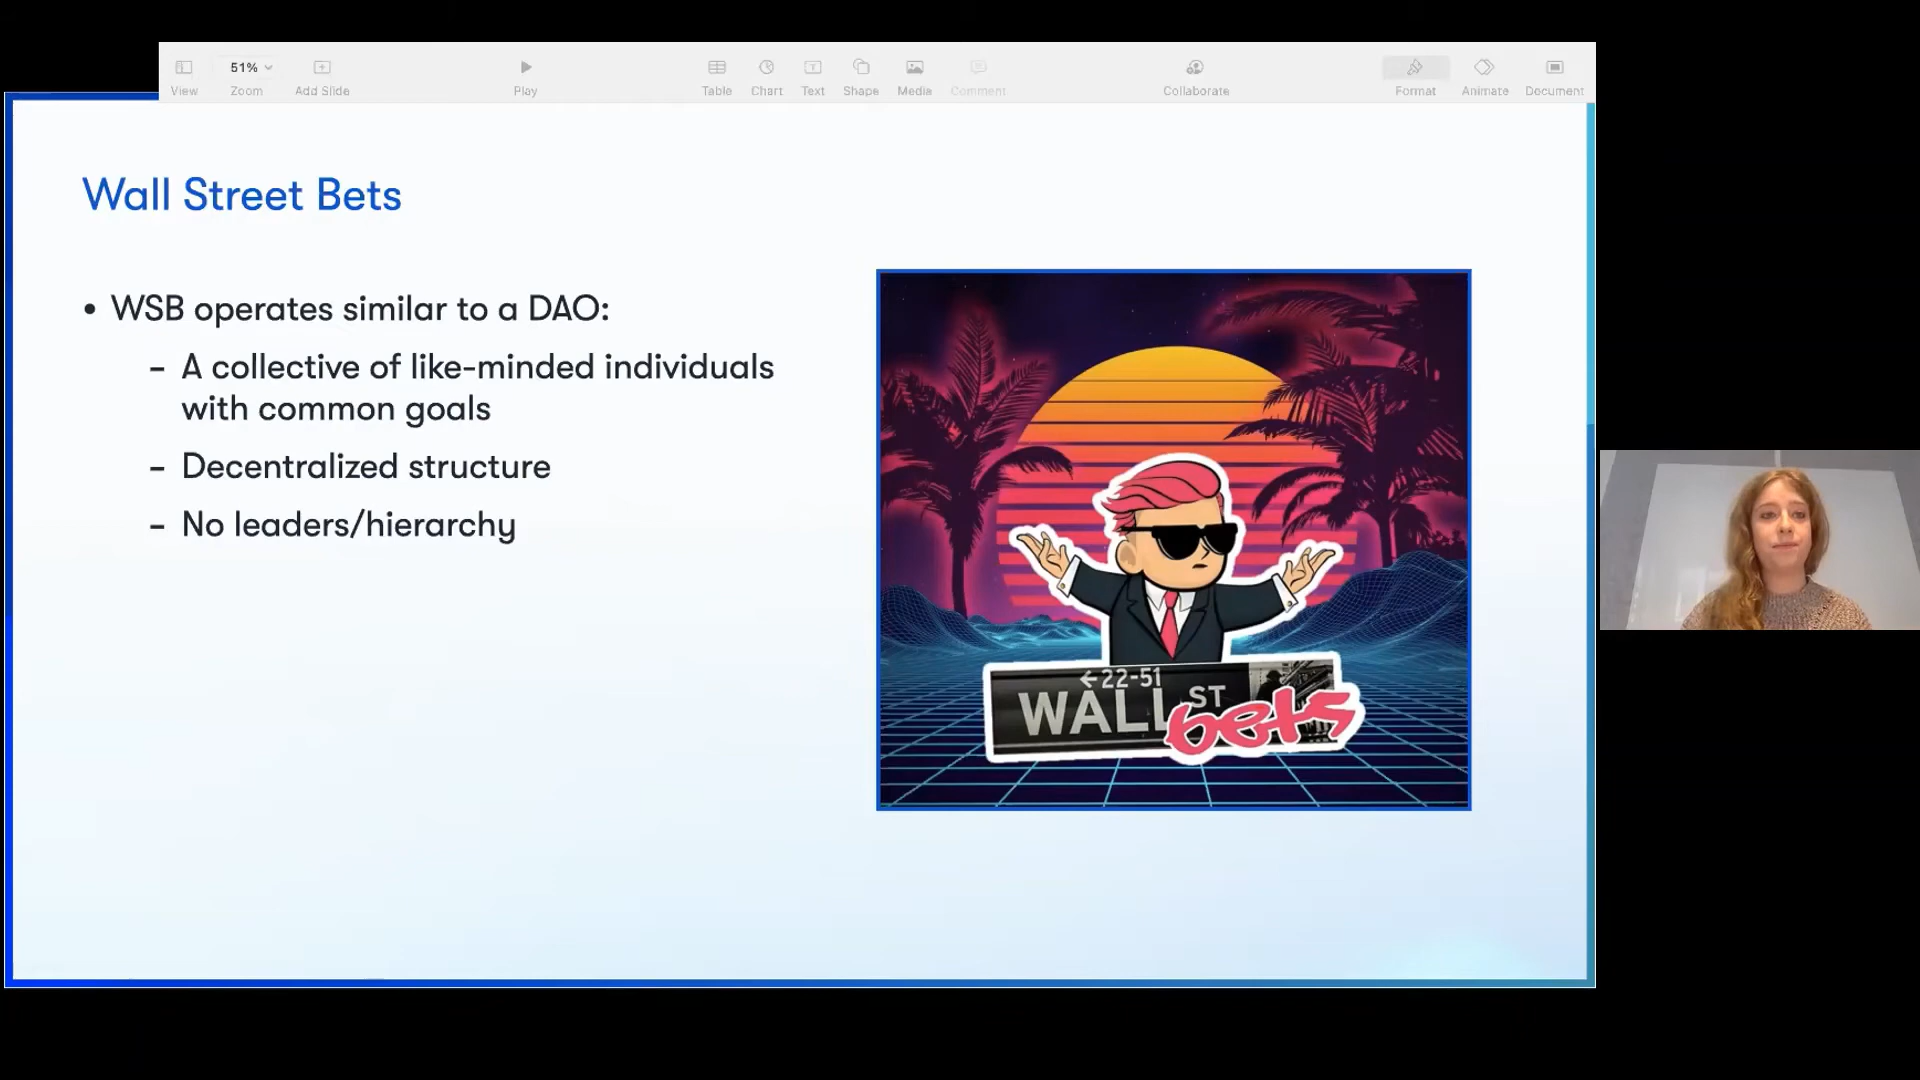 51%
View
Zoom
Add Slide
Play
Table
Chart
Text
Shape
Media
Comment
Collaborate
Format
Animate
Document
Wall Street Bets
• WSB operates similar to a DAO:
– A collective of like-minded individuals
with common goals
– Decentralized structure
– No leaders/hierarchy
←22-51
WALL ST
bets